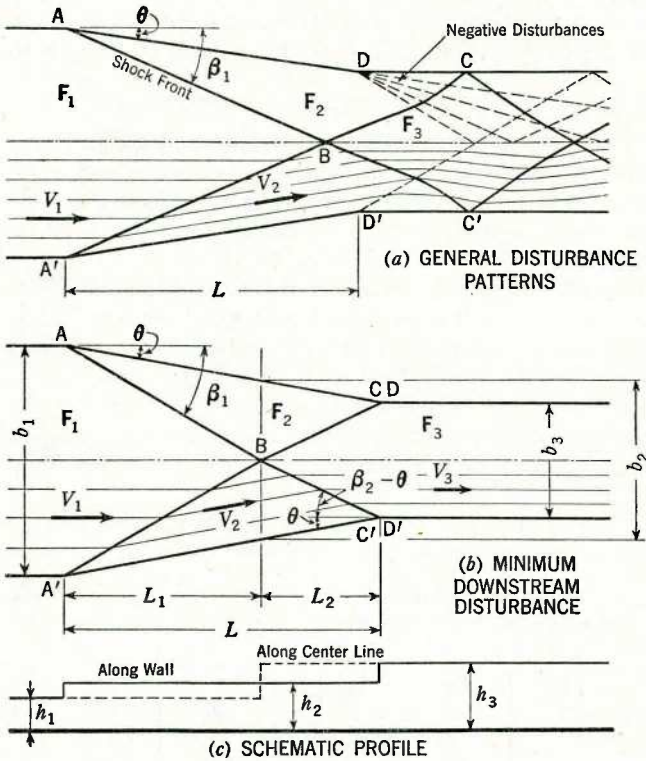 A
θ
β₁
Shock Front
F₁
F₂
B
D
Negative Disturbances
C
F₃
V₁
V₂
A'
D'
C'
L
(a) GENERAL DISTURBANCE
PATTERNS
A
θ
β₁
F₁
F₂
B
C D
F₃
b₁
b₃
b₂
V₁
V₂
V₃
β₂ − θ
θ
C' D'
A'
L₁
L₂
L
(b) MINIMUM
DOWNSTREAM
DISTURBANCE
Along Center Line
Along Wall
h₁
h₂
h₃
(c) SCHEMATIC PROFILE